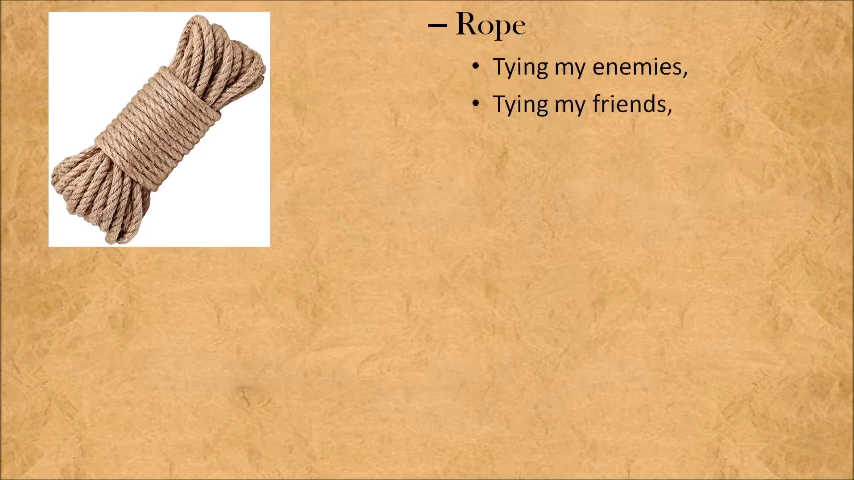 – Rope
• Tying my enemies,
• Tying my friends,